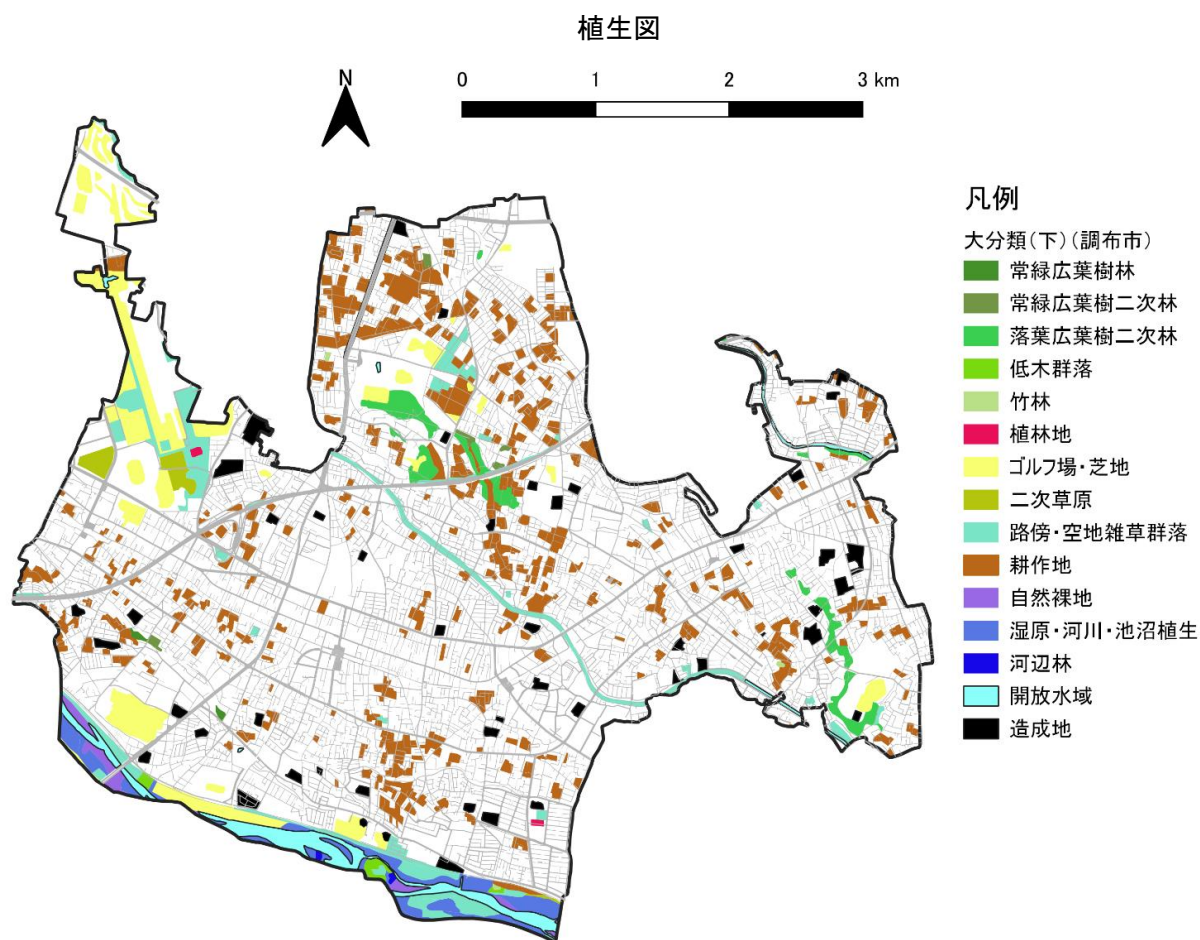 植生図
N
0 1 2 3 km
凡例
大分類(下)(調布市)
常緑広葉樹林
常緑広葉樹二次林
落葉広葉樹二次林
低木群落
竹林
植林地
ゴルフ場・芝地
二次草原
路傍・空地雑草群落
耕作地
自然裸地
湿原・河川・池沼植生
河辺林
開放水域
造成地